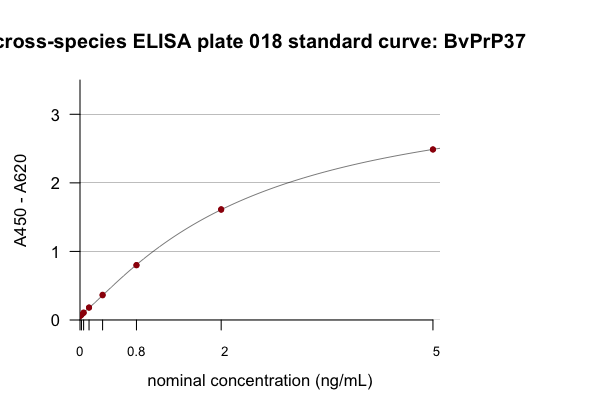 cross-species ELISA plate 018 standard curve: BvPrP37
A450 - A620
3
2
1
0
0 0.8 2 5
nominal concentration (ng/mL)